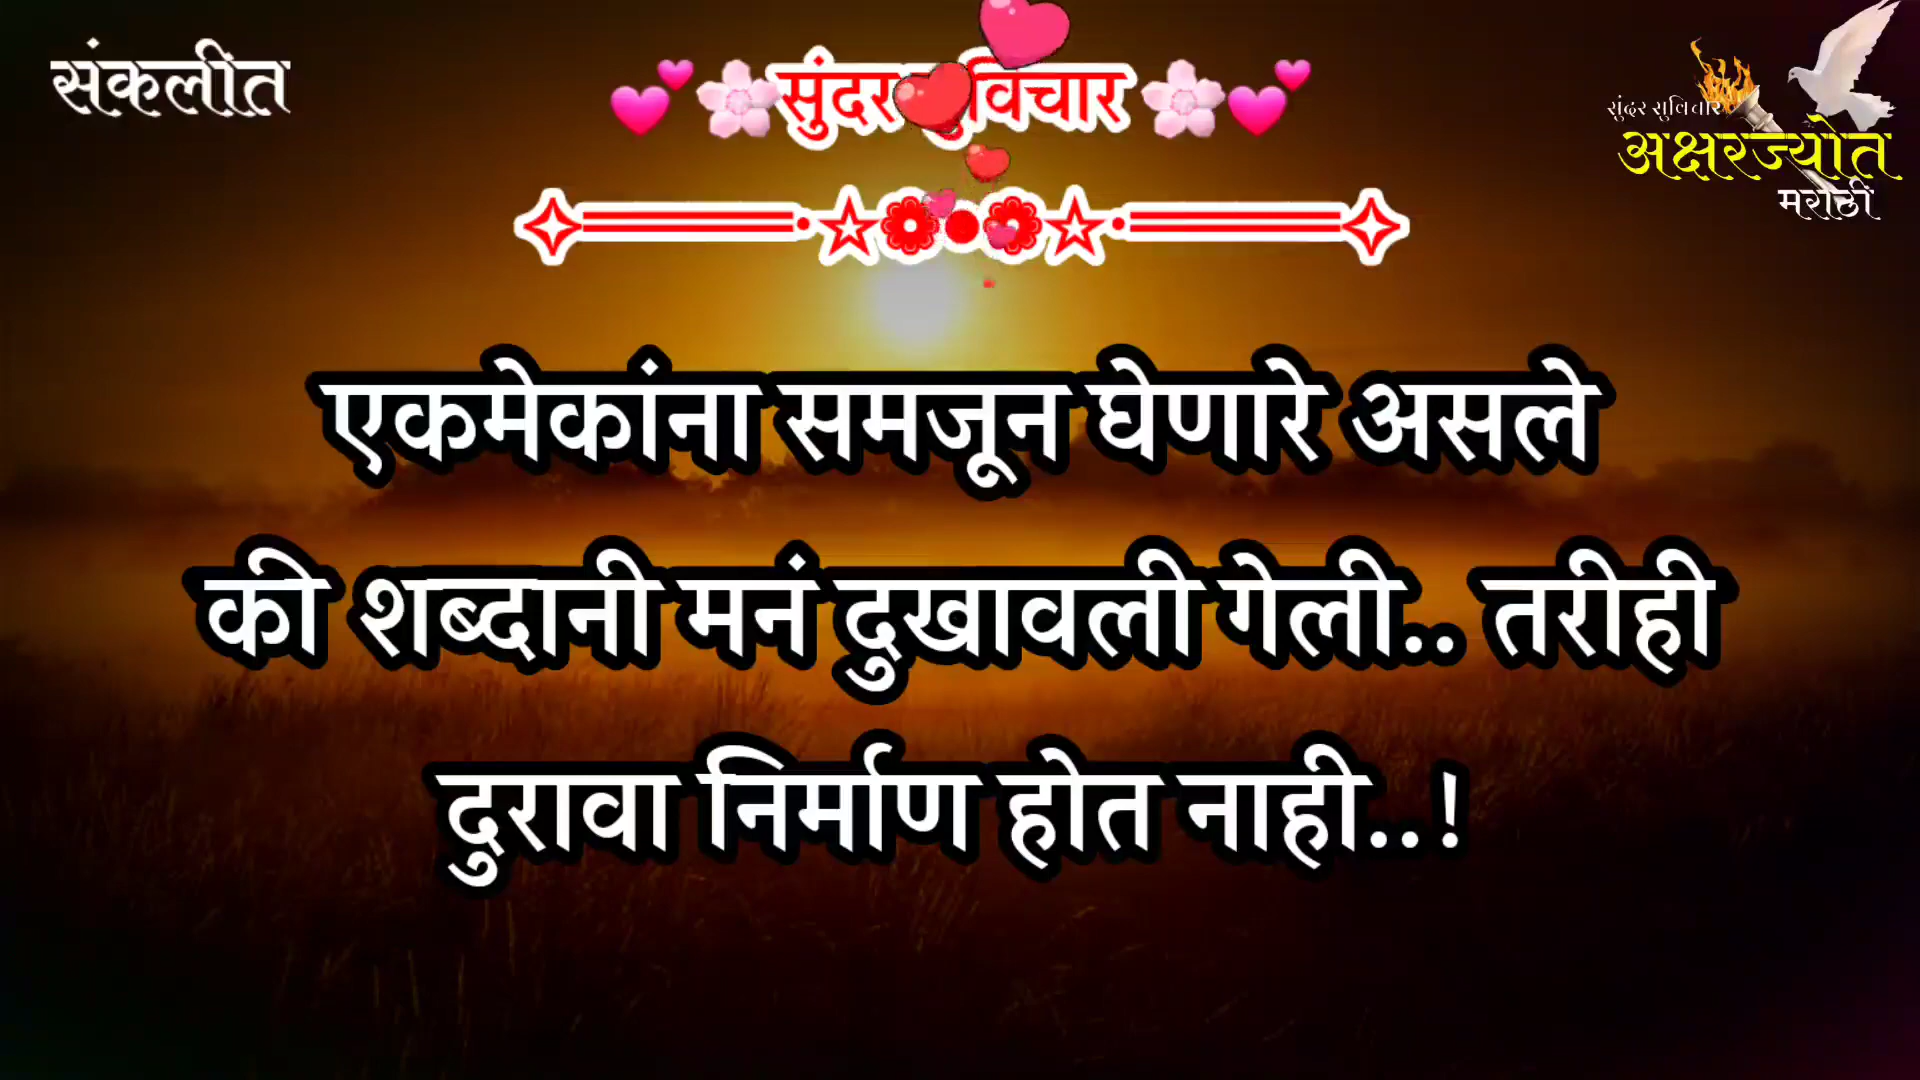 संकलीत
सुंदर सुविचार
सुंदर सुविचार
अक्षरज्योत
मराठी
एकमेकांना समजून घेणारे असले
की शब्दानी मनं दुखावली गेली.. तरीही
दुरावा निर्माण होत नाही..!